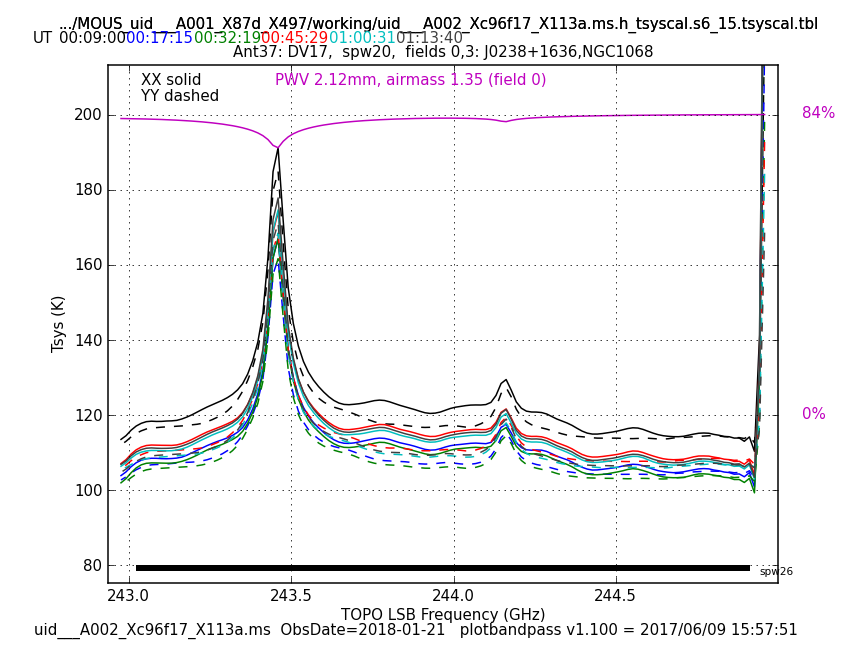 .../MOUS_uid___A001_X87d_X497/working/uid___A002_Xc96f17_X113a.ms.h_tsyscal.s6_15.tsyscal.tbl
UT 00:09:00 00:17:15 00:32:19 00:45:29 01:00:31 01:13:40
Ant37: DV17, spw20, fields 0,3: J0238+1636,NGC1068
XX solid
YY dashed
PWV 2.12mm, airmass 1.35 (field 0)
84%
0%
200
180
160
140
120
100
80
Tsys (K)
spw26
243.0 243.5 244.0 244.5
TOPO LSB Frequency (GHz)
uid___A002_Xc96f17_X113a.ms ObsDate=2018-01-21 plotbandpass v1.100 = 2017/06/09 15:57:51